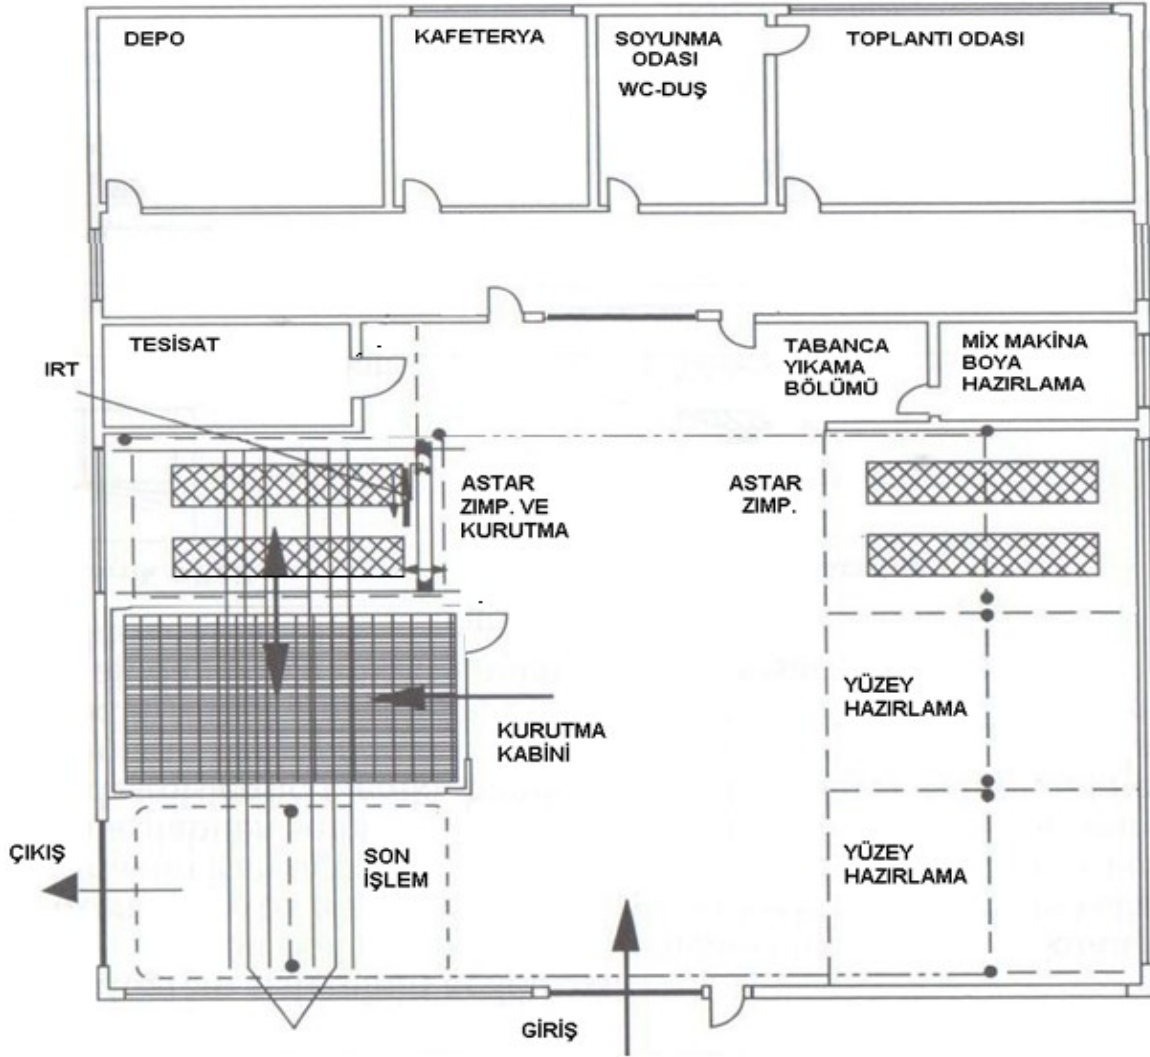 DEPO
KAFETERYA
SOYUNMA
ODASI
WC-DUŞ
TOPLANTI ODASI
TESİSAT
IRT
TABANCA
YIKAMA
BÖLÜMÜ
MİX MAKİNA
BOYA
HAZIRLAMA
ASTAR
ZIMP. VE
KURUTMA
ASTAR
ZIMP.
YÜZEY
HAZIRLAMA
KURUTMA
KABİNİ
YÜZEY
HAZIRLAMA
SON
İŞLEM
ÇIKIŞ
GİRİŞ